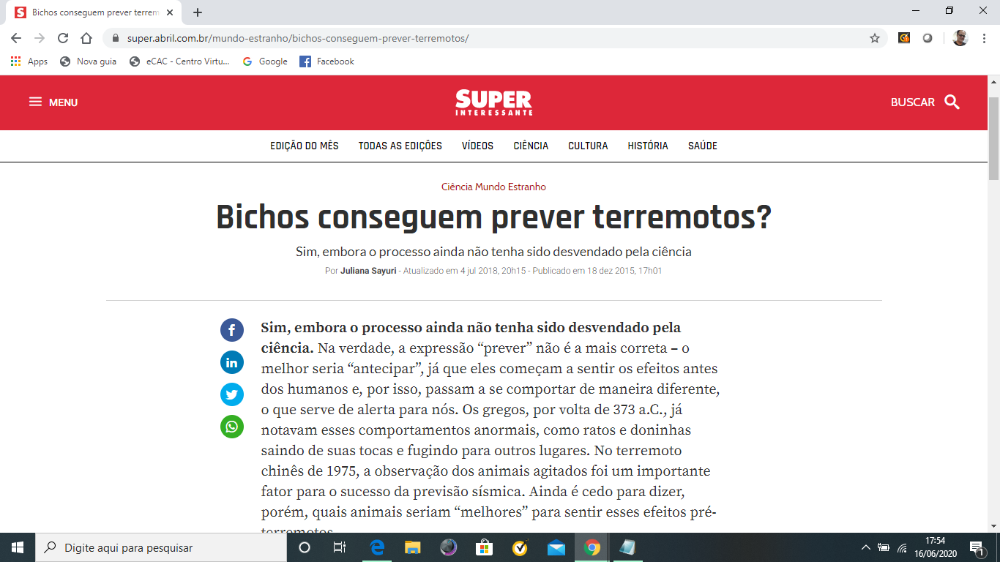 Bichos conseguem prever terrem
super.abril.com.br/mundo-estranho/bichos-conseguem-prever-terremotos/
Apps Nova guia eCAC - Centro Virtu... Google Facebook
MENU
SUPER
INTERESSANTE
BUSCAR
EDIÇÃO DO MÊS TODAS AS EDIÇÕES VÍDEOS CIÊNCIA CULTURA HISTÓRIA SAÚDE
Ciência Mundo Estranho
Bichos conseguem prever terremotos?
Sim, embora o processo ainda não tenha sido desvendado pela ciência
Por Juliana Sayuri - Atualizado em 4 jul 2018, 20h15 - Publicado em 18 dez 2015, 17h01
Sim, embora o processo ainda não tenha sido desvendado pela
ciência. Na verdade, a expressão “prever” não é a mais correta – o
melhor seria “antecipar”, já que eles começam a sentir os efeitos antes
dos humanos e, por isso, passam a se comportar de maneira diferente,
o que serve de alerta para nós. Os gregos, por volta de 373 a.C., já
notavam esses comportamentos anormais, como ratos e doninhas
saindo de suas tocas e fugindo para outros lugares. No terremoto
chinês de 1975, a observação dos animais agitados foi um importante
fator para o sucesso da previsão sísmica. Ainda é cedo para dizer,
porém, quais animais seriam “melhores” para sentir esses efeitos pré-
terremotos
Digite aqui para pesquisar
17:54
16/06/2020
1